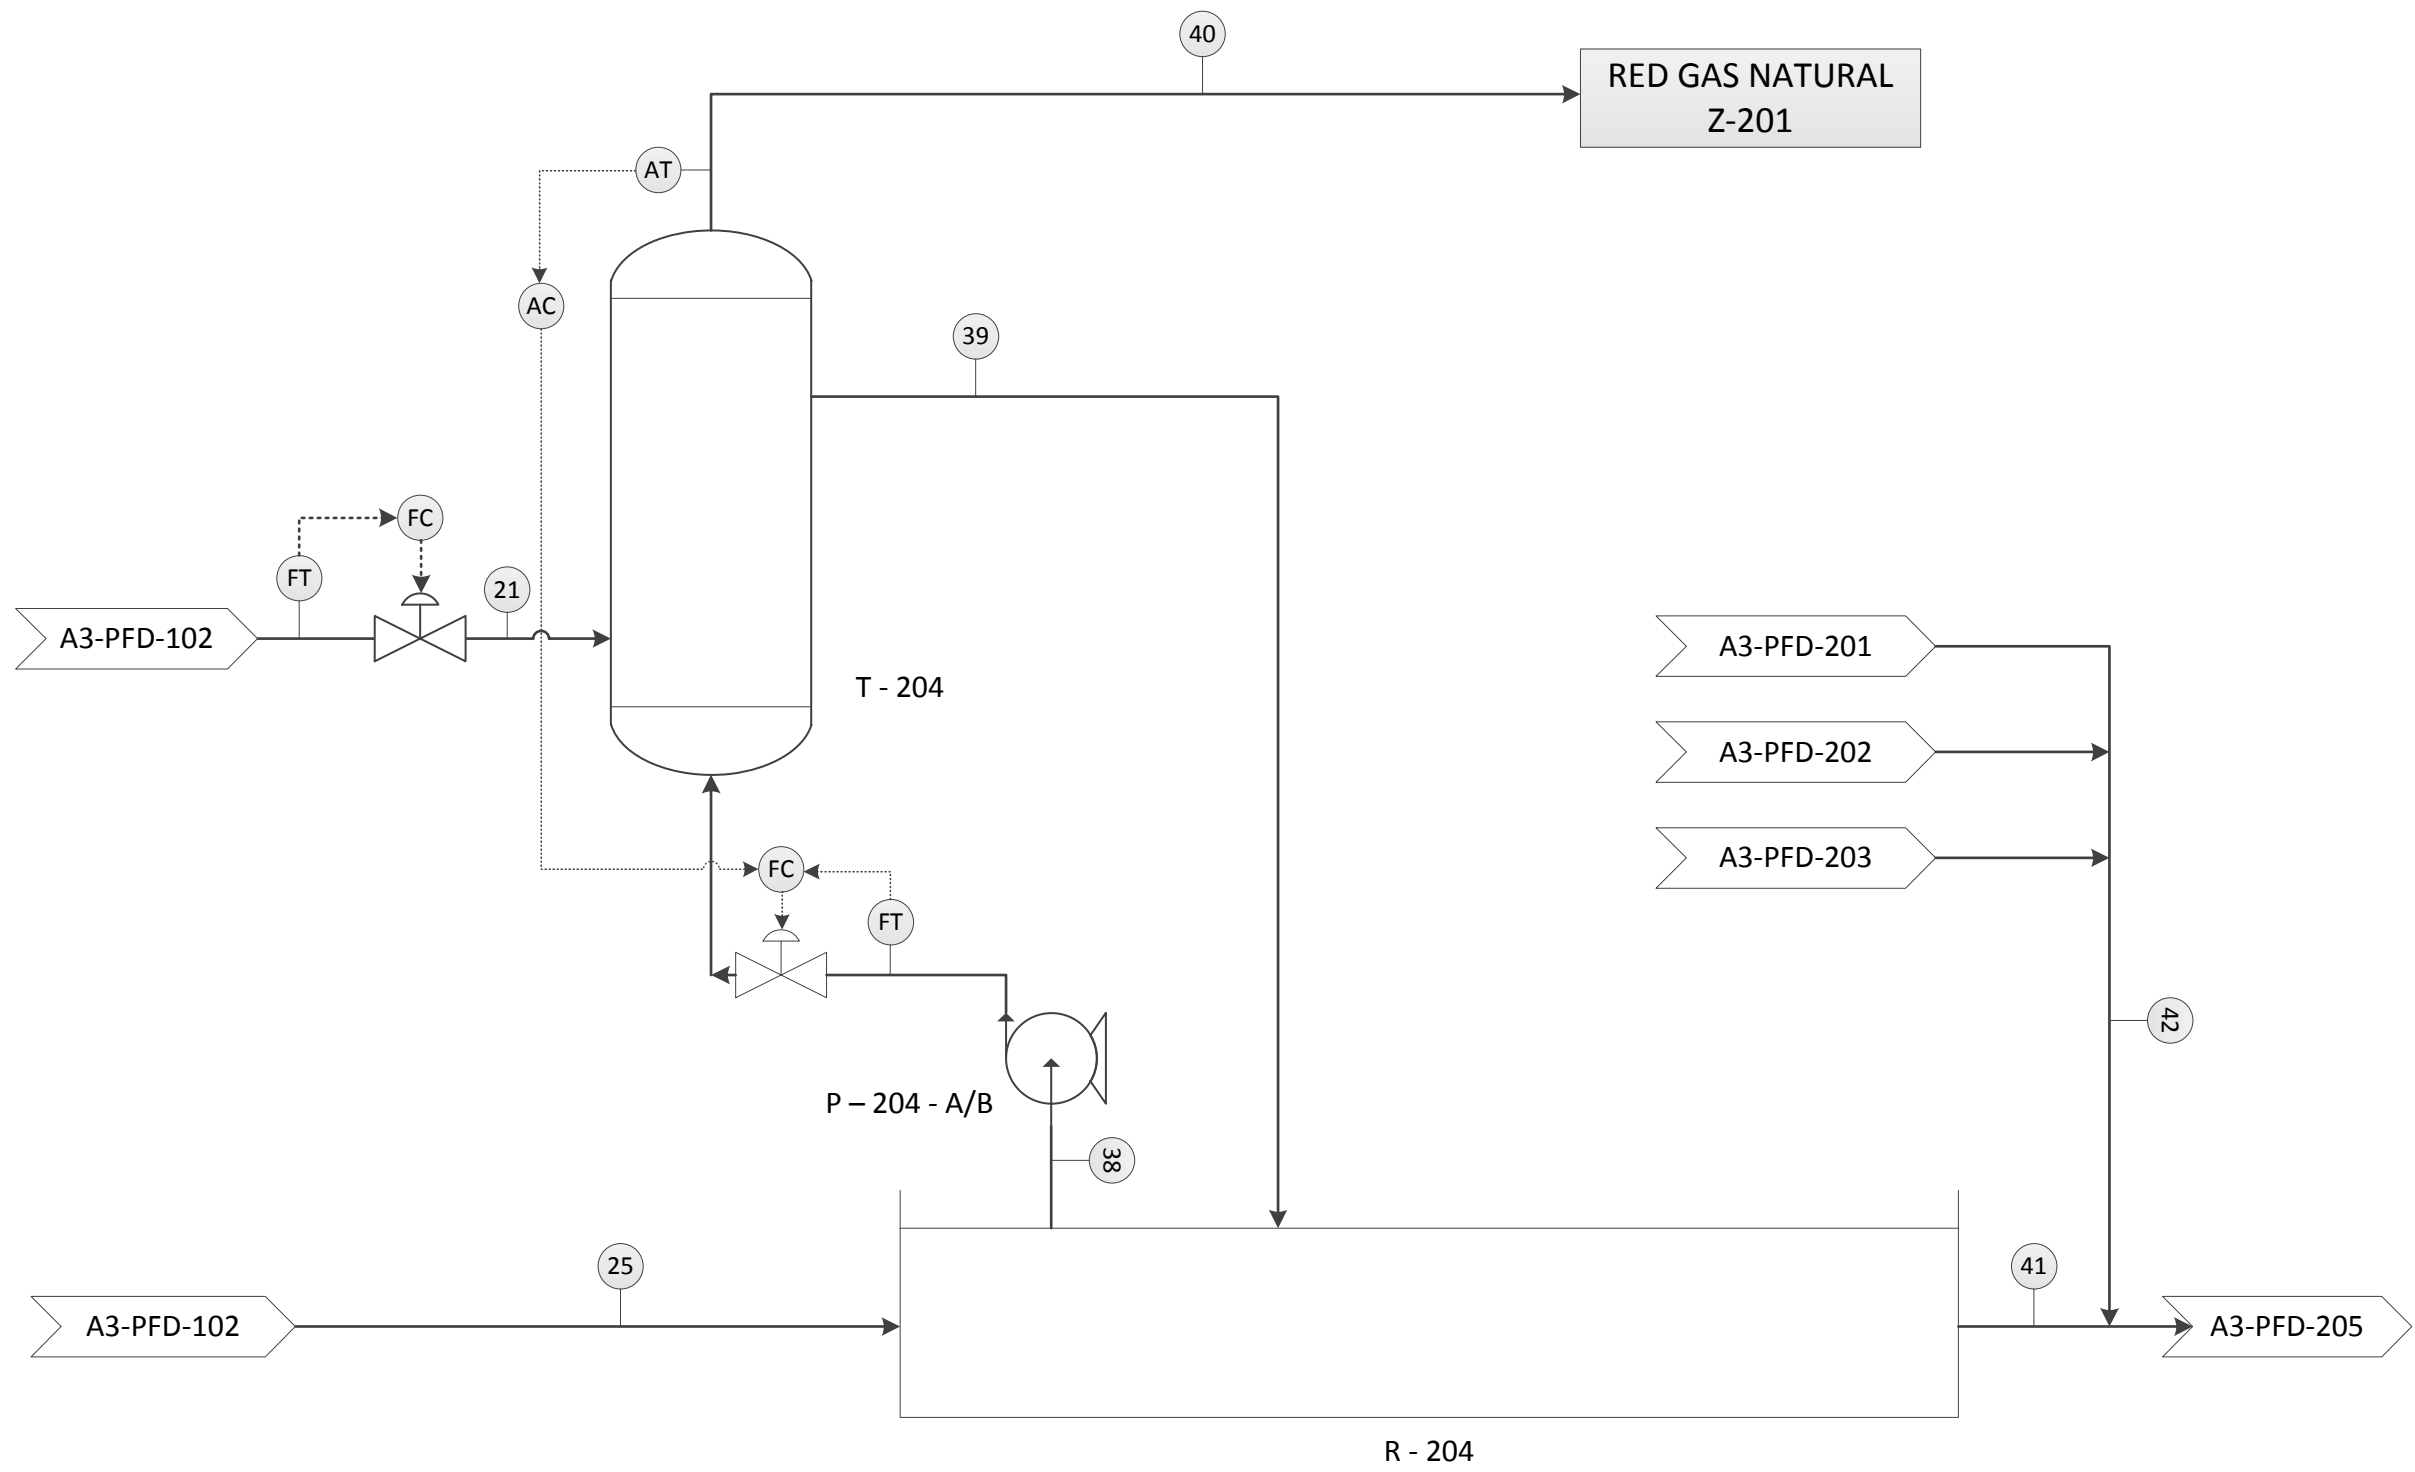 40
RED GAS NATURAL
Z-201
AT
AC
39
FC
FT
21
A3-PFD-102
A3-PFD-201
T - 204
A3-PFD-202
A3-PFD-203
FC
FT
42
P – 204 - A/B
38
25
41
A3-PFD-102
A3-PFD-205
R - 204